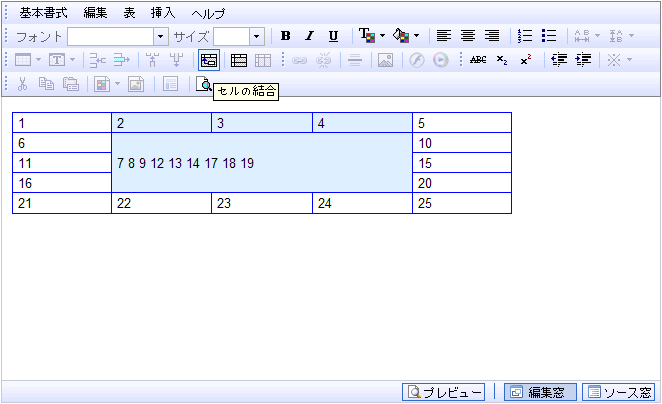 基本書式 編集 表 挿入 ヘルプ
フォント サイズ B I U
ABC x₂ x²
セルの結合
1 2 3 4 5
6 10
11 7 8 9 12 13 14 17 18 19 15
16 20
21 22 23 24 25
プレビュー 編集窓 ソース窓